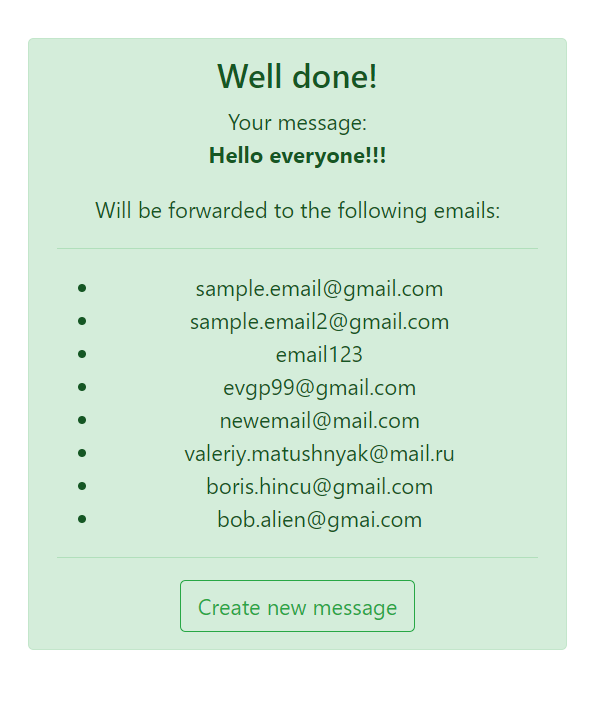 Well done!
Your message:
Hello everyone!!!
Will be forwarded to the following emails:
sample.email@gmail.com
sample.email2@gmail.com
email123
evgp99@gmail.com
newemail@mail.com
valeriy.matushnyak@mail.ru
boris.hincu@gmail.com
bob.alien@gmai.com
Create new message